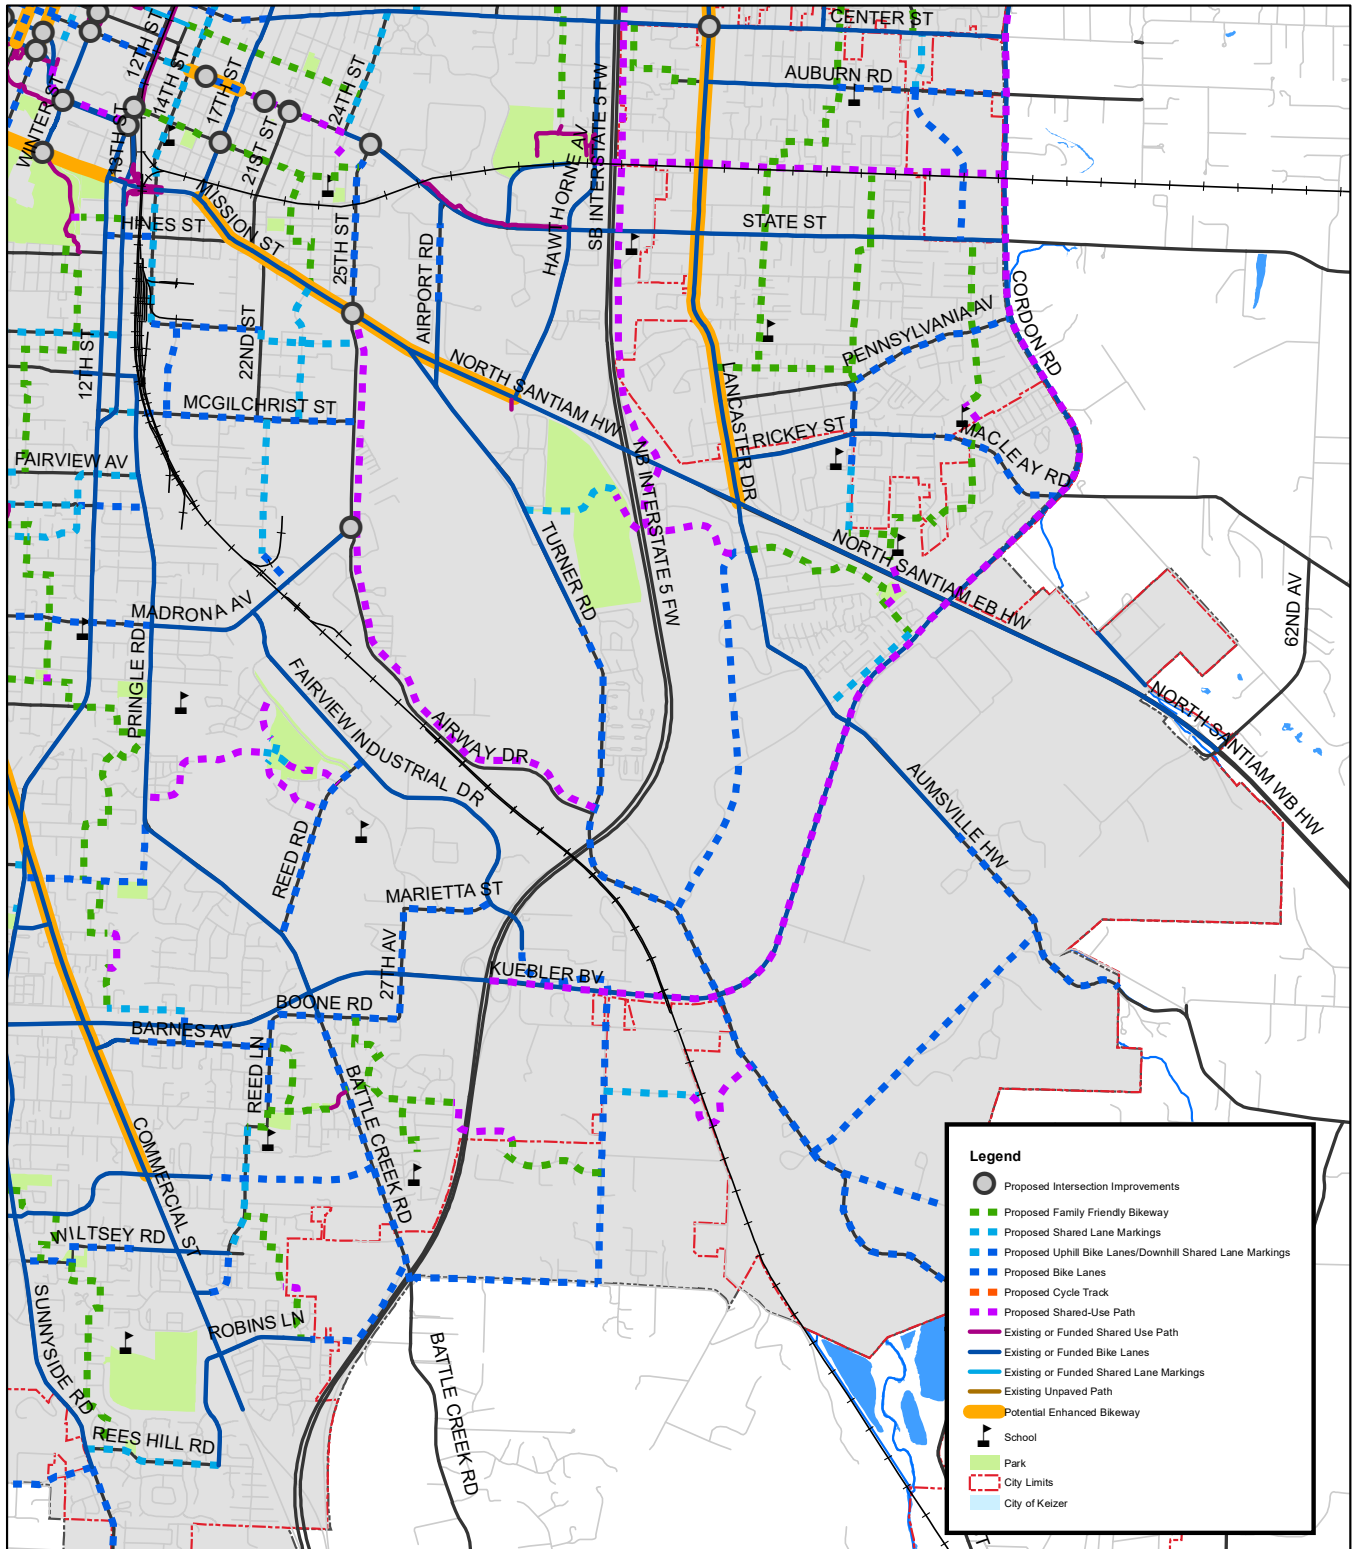 CENTER ST
12TH ST
14TH ST
17TH ST
24TH ST
AUBURN RD
WINTER ST
13TH ST
21ST ST
HAWTHORNE AV
SB INTERSTATE 5 FW
MISSION ST
HINES ST
25TH ST
AIRPORT RD
STATE ST
CORDON RD
12TH ST
22ND ST
PENNSYLVANIA AV
NORTH SANTIAM HW
LANCASTER DR
MCGILCHRIST ST
RICKEY ST
MACLEAY RD
FAIRVIEW AV
NB INTERSTATE 5 FW
TURNER RD
NORTH SANTIAM EB HW
62ND AV
MADRONA AV
PRINGLE RD
FAIRVIEW INDUSTRIAL DR
AIRWAY DR
NORTH SANTIAM WB HW
AUMSVILLE HW
REED RD
MARIETTA ST
27TH AV
KUEBLER BV
BOONE RD
BARNES AV
REED LN
BATTLE CREEK RD
COMMERCIAL ST
WILTSEY RD
SUNNYSIDE RD
ROBINS LN
BATTLE CREEK RD
REES HILL RD
Legend
Proposed Intersection Improvements
Proposed Family Friendly Bikeway
Proposed Shared Lane Markings
Proposed Uphill Bike Lanes/Downhill Shared Lane Markings
Proposed Bike Lanes
Proposed Cycle Track
Proposed Shared-Use Path
Existing or Funded Shared Use Path
Existing or Funded Bike Lanes
Existing or Funded Shared Lane Markings
Existing Unpaved Path
Potential Enhanced Bikeway
School
Park
City Limits
City of Keizer